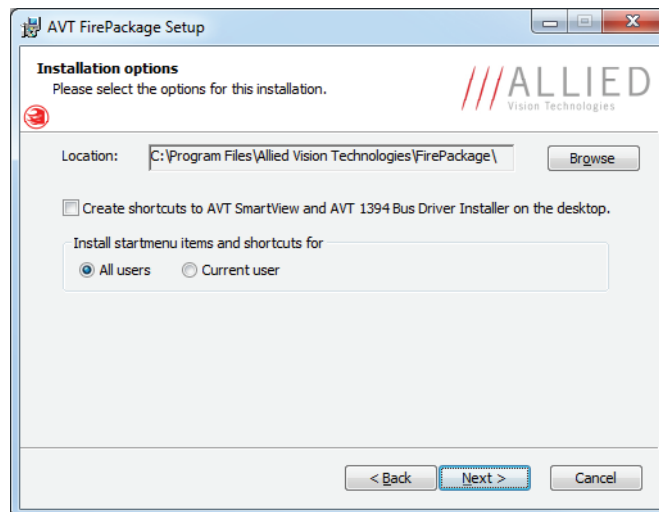 AVT FirePackage Setup
Installation options
Please select the options for this installation.
ALLIED
Vision Technologies
Location: C:\Program Files\Allied Vision Technologies\FirePackage\ Browse
Create shortcuts to AVT SmartView and AVT 1394 Bus Driver Installer on the desktop.
Install startmenu items and shortcuts for
All users Current user
< Back Next > Cancel